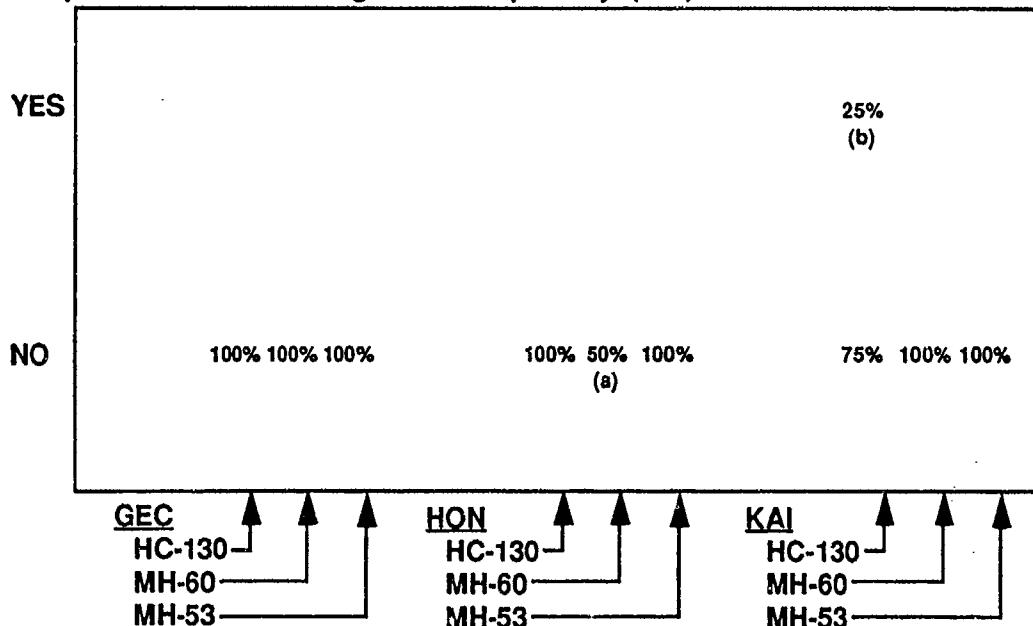 YES
25%
(b)
NO 100% 100% 100% 100% 50% 100% 75% 100% 100%
(a)
GEC HON KAI
HC-130 HC-130 HC-130
MH-60 MH-60 MH-60
MH-53 MH-53 MH-53